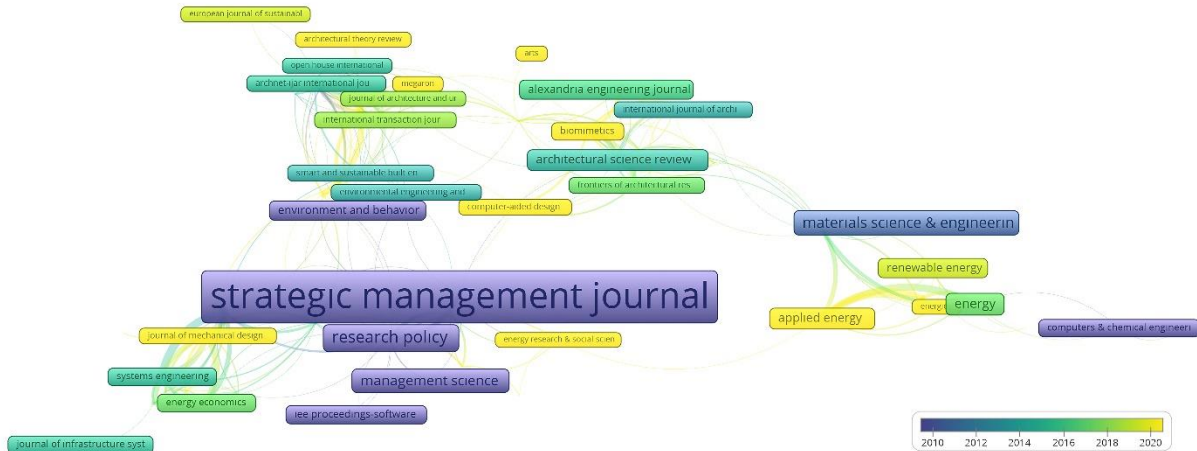 european journal of sustainabl
architectural theory review
arts
open house international
archnet-ijar international jou
megaron
alexandria engineering journal
journal of architecture and ur
international journal of archi
international transaction jour
biomimetics
architectural science review
smart and sustainable built en
frontiers of architectural res
environmental engineering and
environment and behavior
computer-aided design
materials science & engineerin
renewable energy
strategic management journal
energie
energy
applied energy
computers & chemical engineeri
journal of mechanical design
research policy
energy research & social scien
systems engineering
management science
energy economics
iee proceedings-software
journal of infrastructure syst
2010 2012 2014 2016 2018 2020